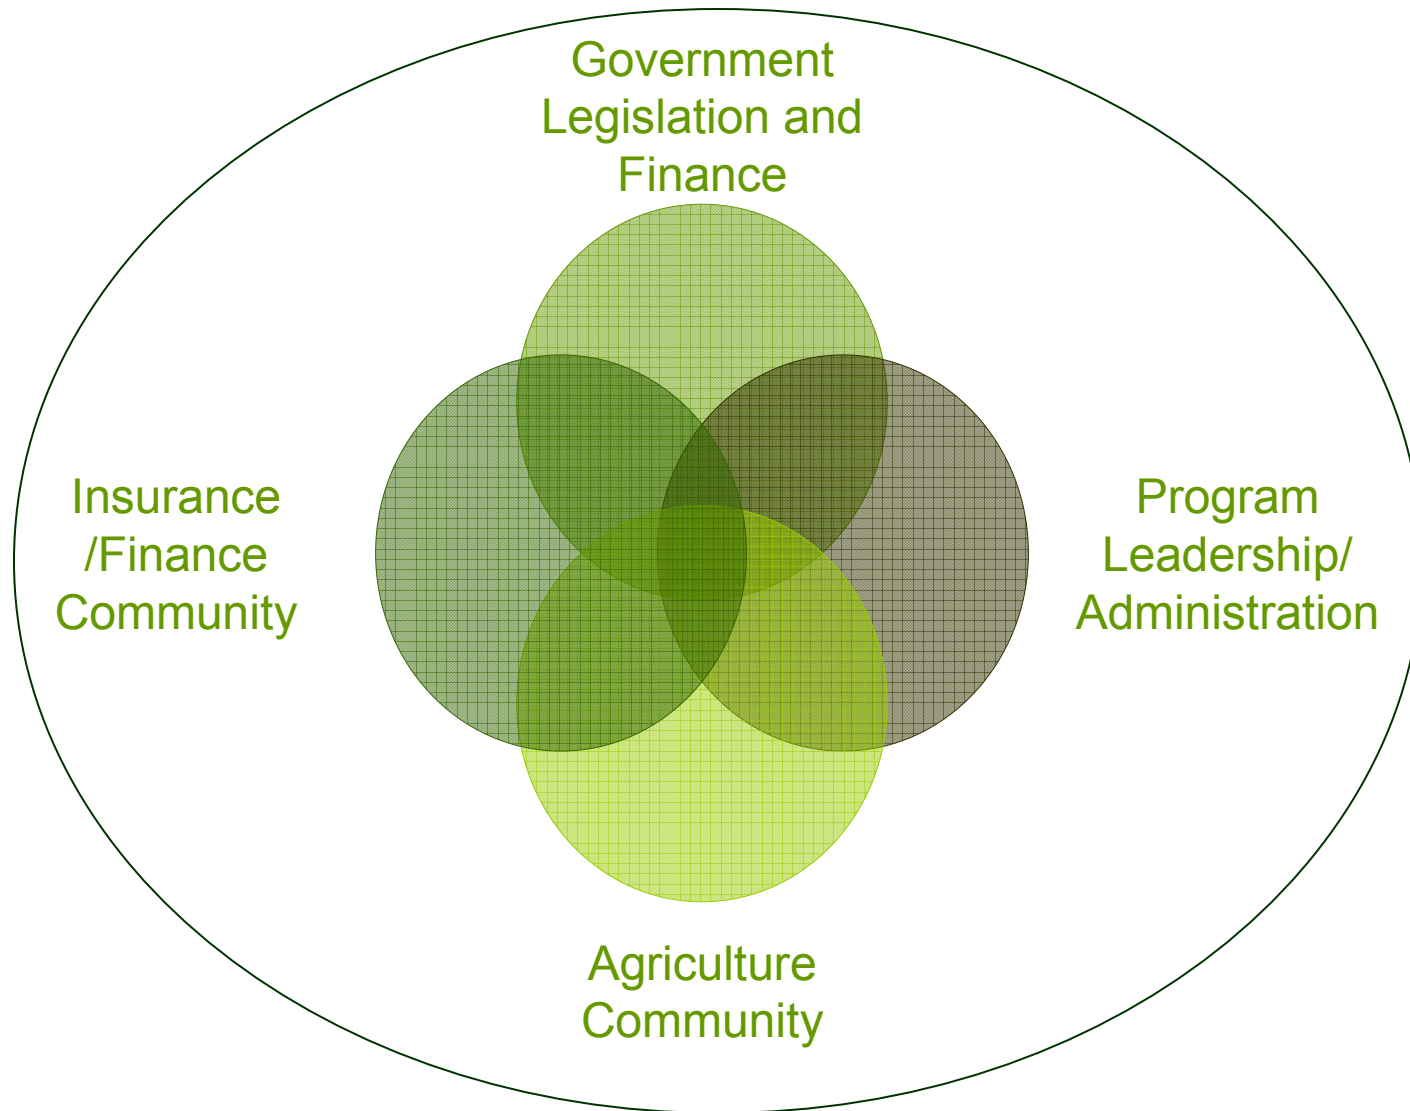 Government
Legislation and
Finance
Insurance
/Finance
Community
Program
Leadership/
Administration
Agriculture
Community